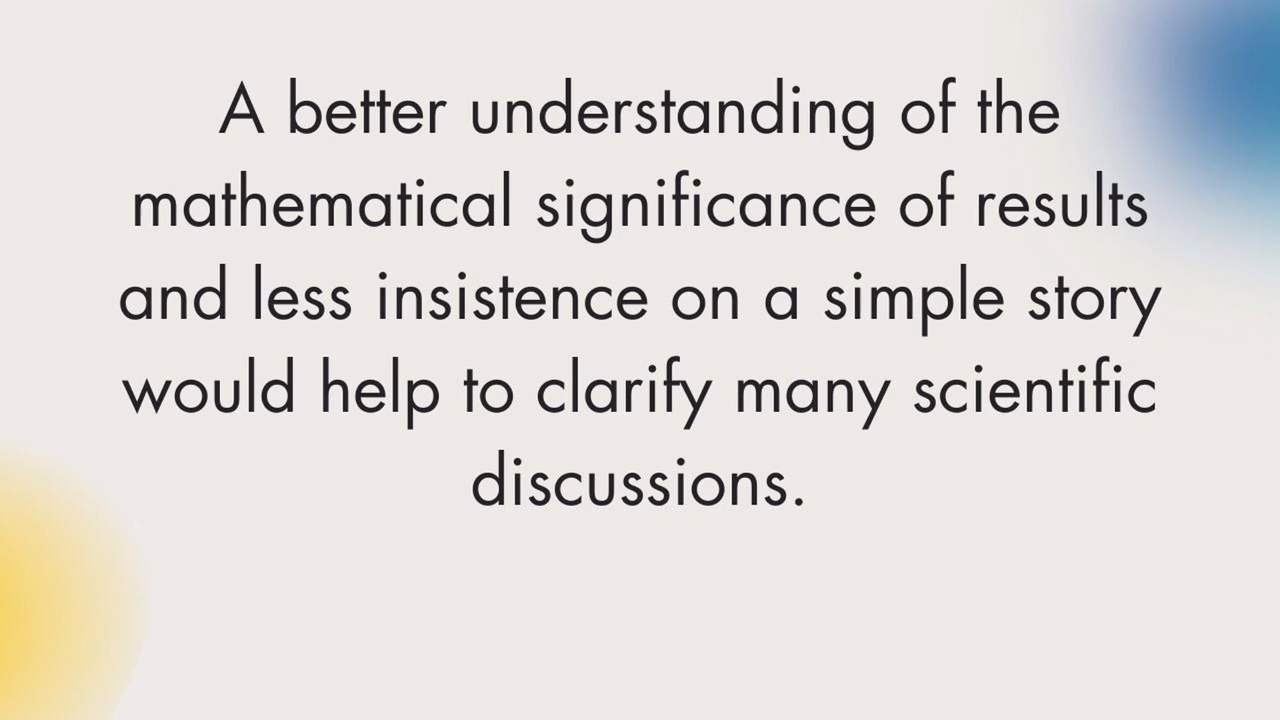 A better understanding of the
mathematical significance of results
and less insistence on a simple story
would help to clarify many scientific
discussions.